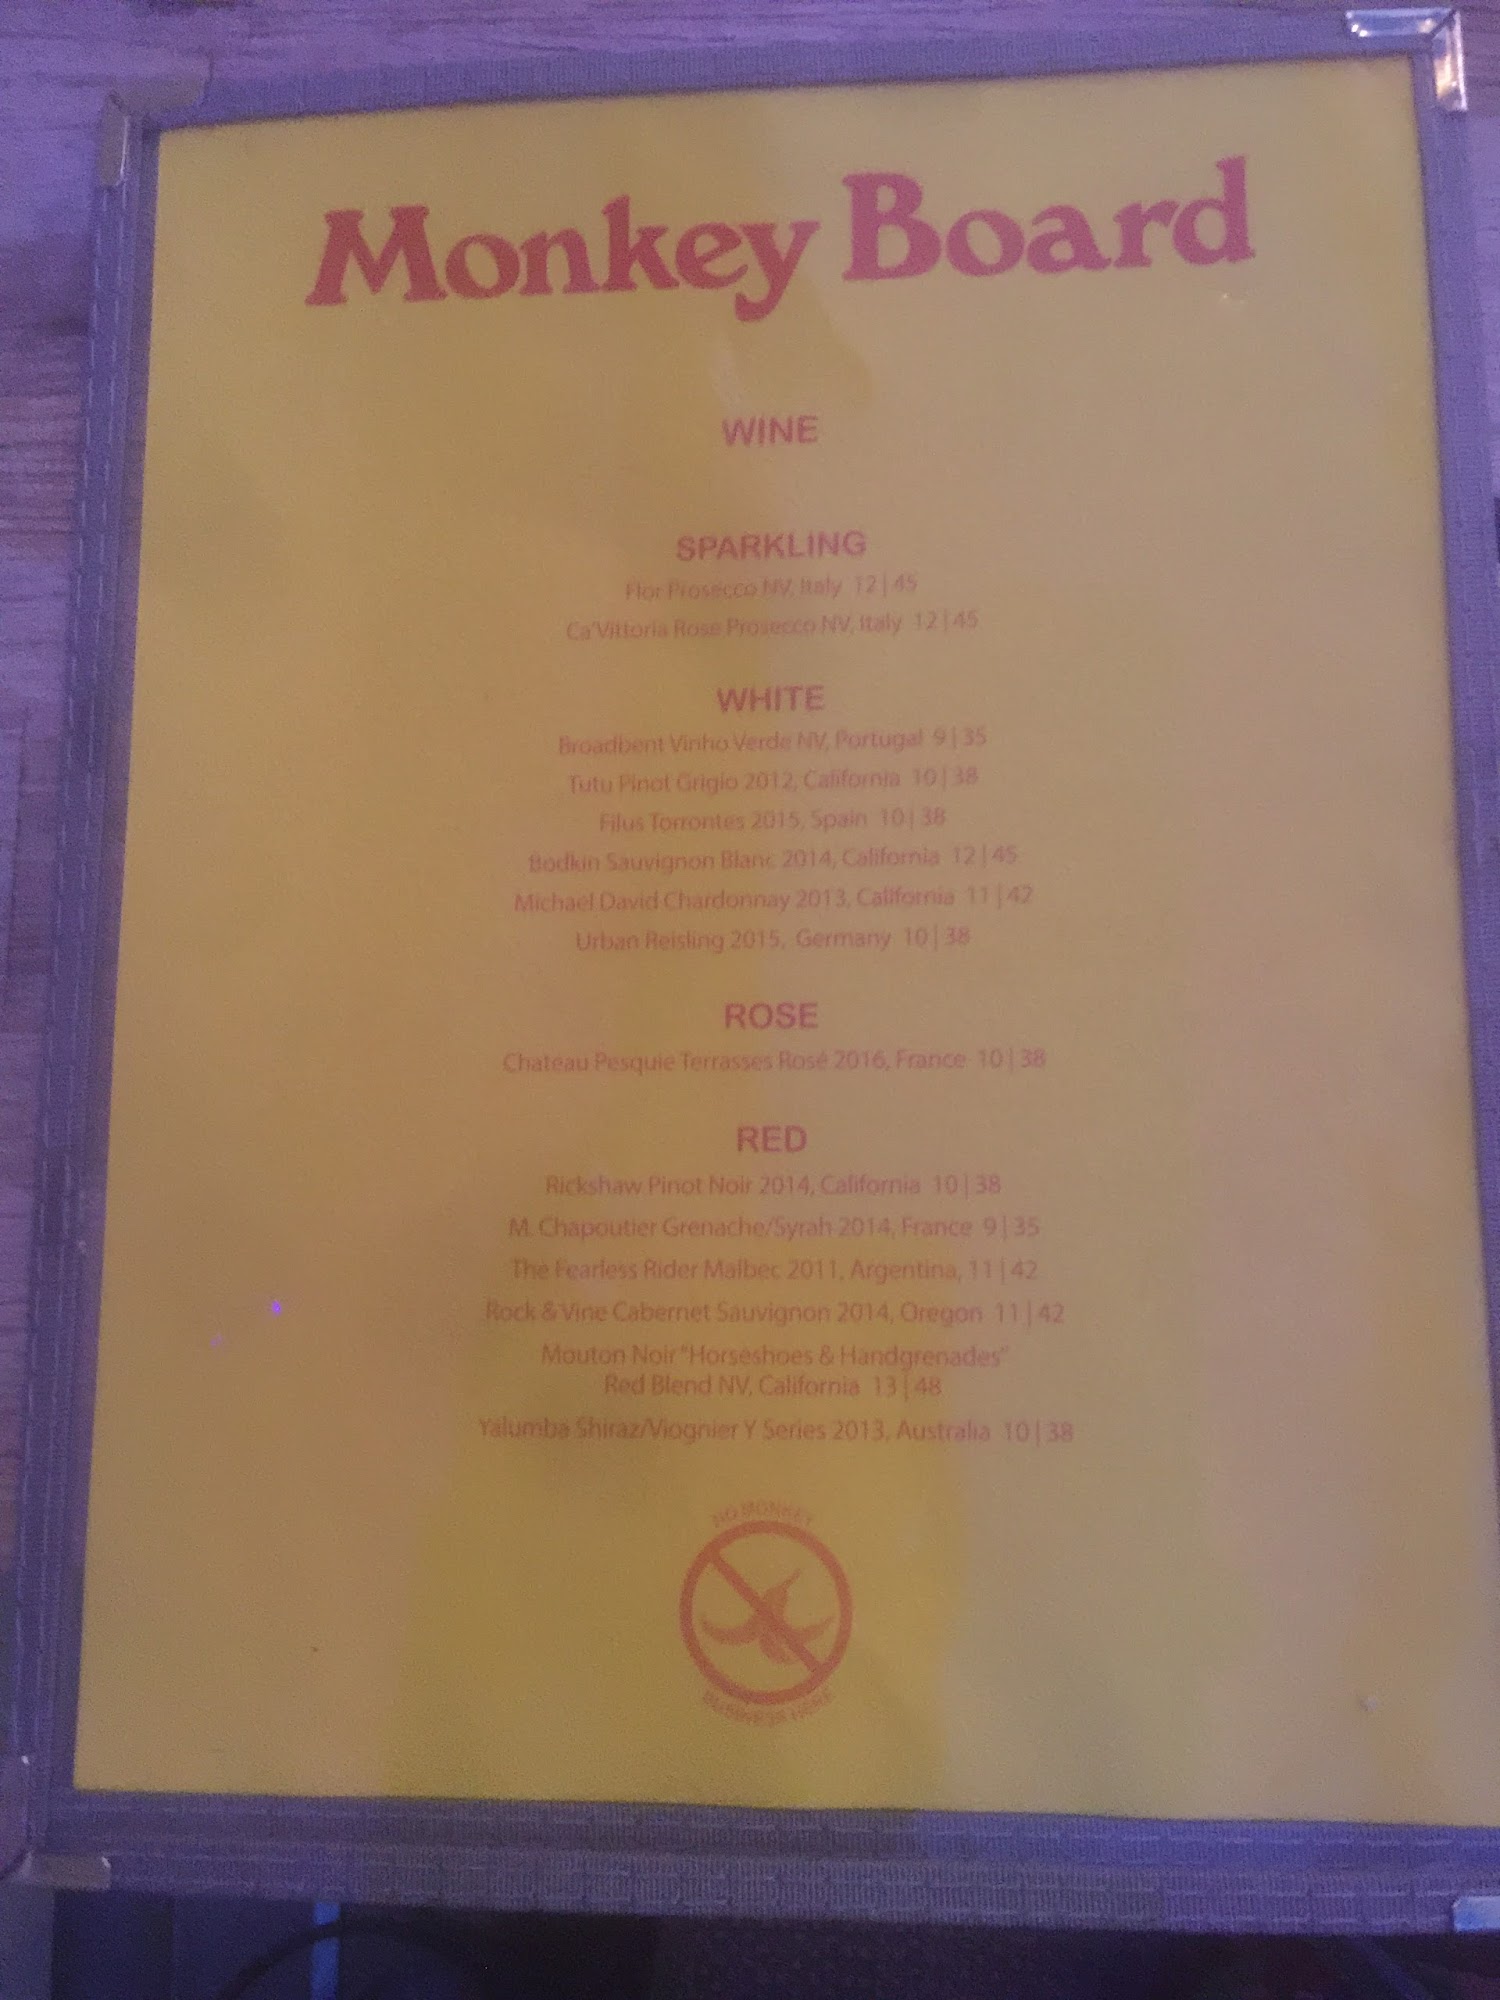 Monkey Board
WINE
SPARKLING
Flor Prosecco NV, Italy 12 | 45
Ca'Vittoria Rose Prosecco NV, Italy 12 | 45
WHITE
Broadbent Vinho Verde NV, Portugal 9 | 35
Tutu Pinot Grigio 2012, California 10 | 38
Filus Torrontes 2015, Spain 10 | 38
Bodkin Sauvignon Blanc 2014, California 12 | 45
Michael David Chardonnay 2013, California 11 | 42
Urban Reisling 2015, Germany 10 | 38
ROSE
Chateau Pesquie Terrasses Rosé 2016, France 10 | 38
RED
Rickshaw Pinot Noir 2014, California 10 | 38
M. Chapoutier Grenache/Syrah 2014, France 9 | 35
The Fearless Rider Malbec 2011, Argentina, 11 | 42
Rock & Vine Cabernet Sauvignon 2014, Oregon 11 | 42
Mouton Noir "Horseshoes & Handgrenades"
Red Blend NV, California 13 | 48
Yalumba Shiraz/Viognier Y Series 2013, Australia 10 | 38
NO MONKEY
BUSINESS HERE